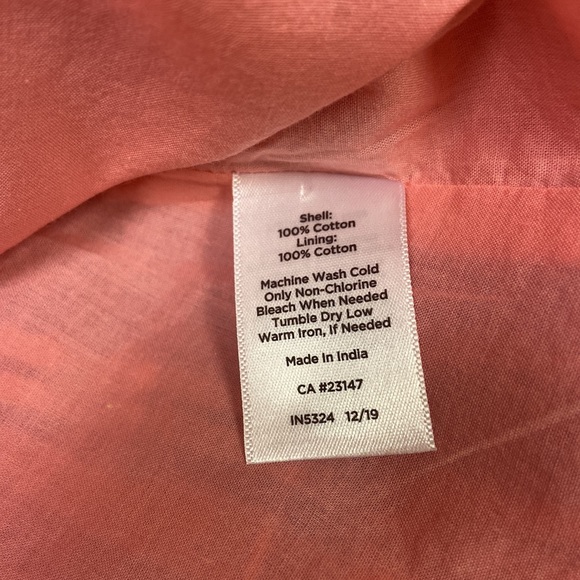 Shell:
100% Cotton
Lining:
100% Cotton
Machine Wash Cold
Only Non-Chlorine
Bleach When Needed
Tumble Dry Low
Warm Iron, If Needed
Made In India
CA #23147
IN5324 12/19